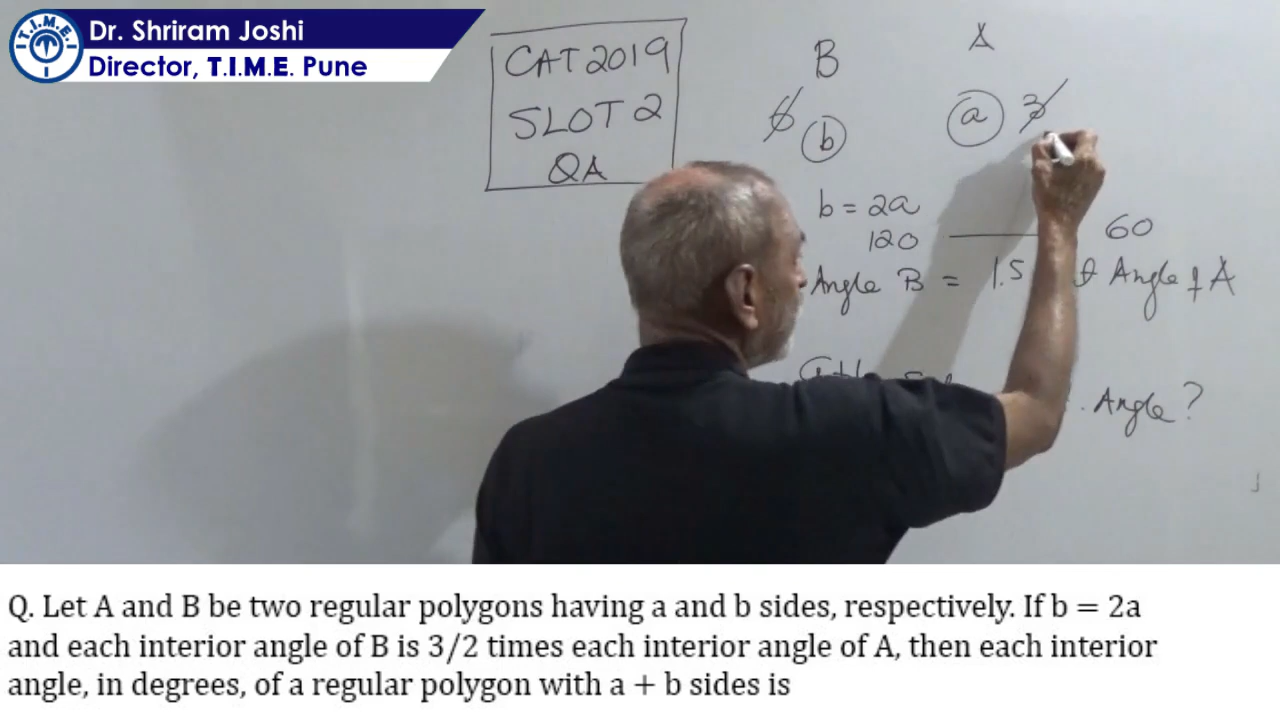 T.I.M.E.
Dr. Shriram Joshi
Director, T.I.M.E. Pune
CAT 2019
SLOT 2
QA
B A
6 b a 3
b = 2a
120 60
Angle B = 1.5 Angle of A
Angle?
Q. Let A and B be two regular polygons having a and b sides, respectively. If b = 2a
and each interior angle of B is 3/2 times each interior angle of A, then each interior
angle, in degrees, of a regular polygon with a + b sides is